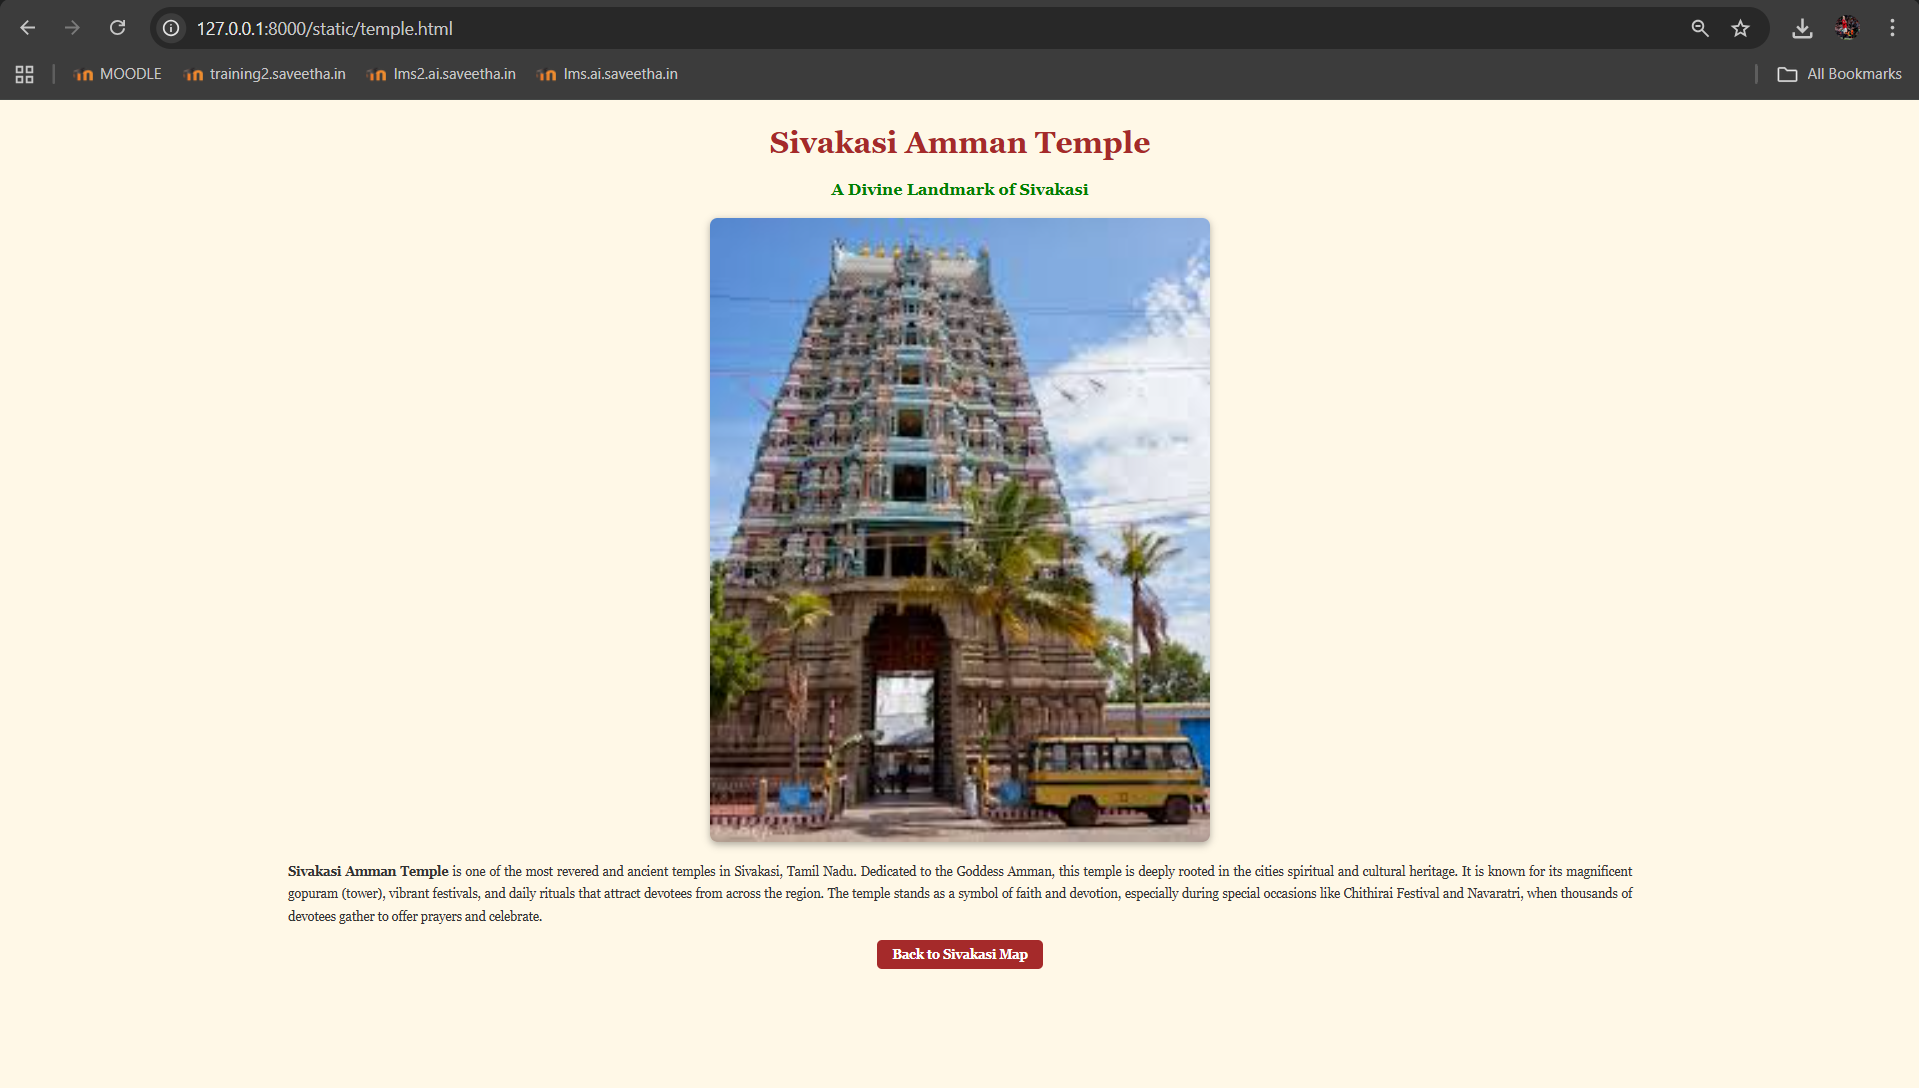 127.0.0.1:8000/static/temple.html
MOODLE training2.saveetha.in lms2.ai.saveetha.in lms.ai.saveetha.in All Bookmarks
Sivakasi Amman Temple
A Divine Landmark of Sivakasi
Sivakasi Amman Temple is one of the most revered and ancient temples in Sivakasi, Tamil Nadu. Dedicated to the Goddess Amman, this temple is deeply rooted in the cities spiritual and cultural heritage. It is known for its magnificent
gopuram (tower), vibrant festivals, and daily rituals that attract devotees from across the region. The temple stands as a symbol of faith and devotion, especially during special occasions like Chithirai Festival and Navaratri, when thousands of
devotees gather to offer prayers and celebrate.
Back to Sivakasi Map